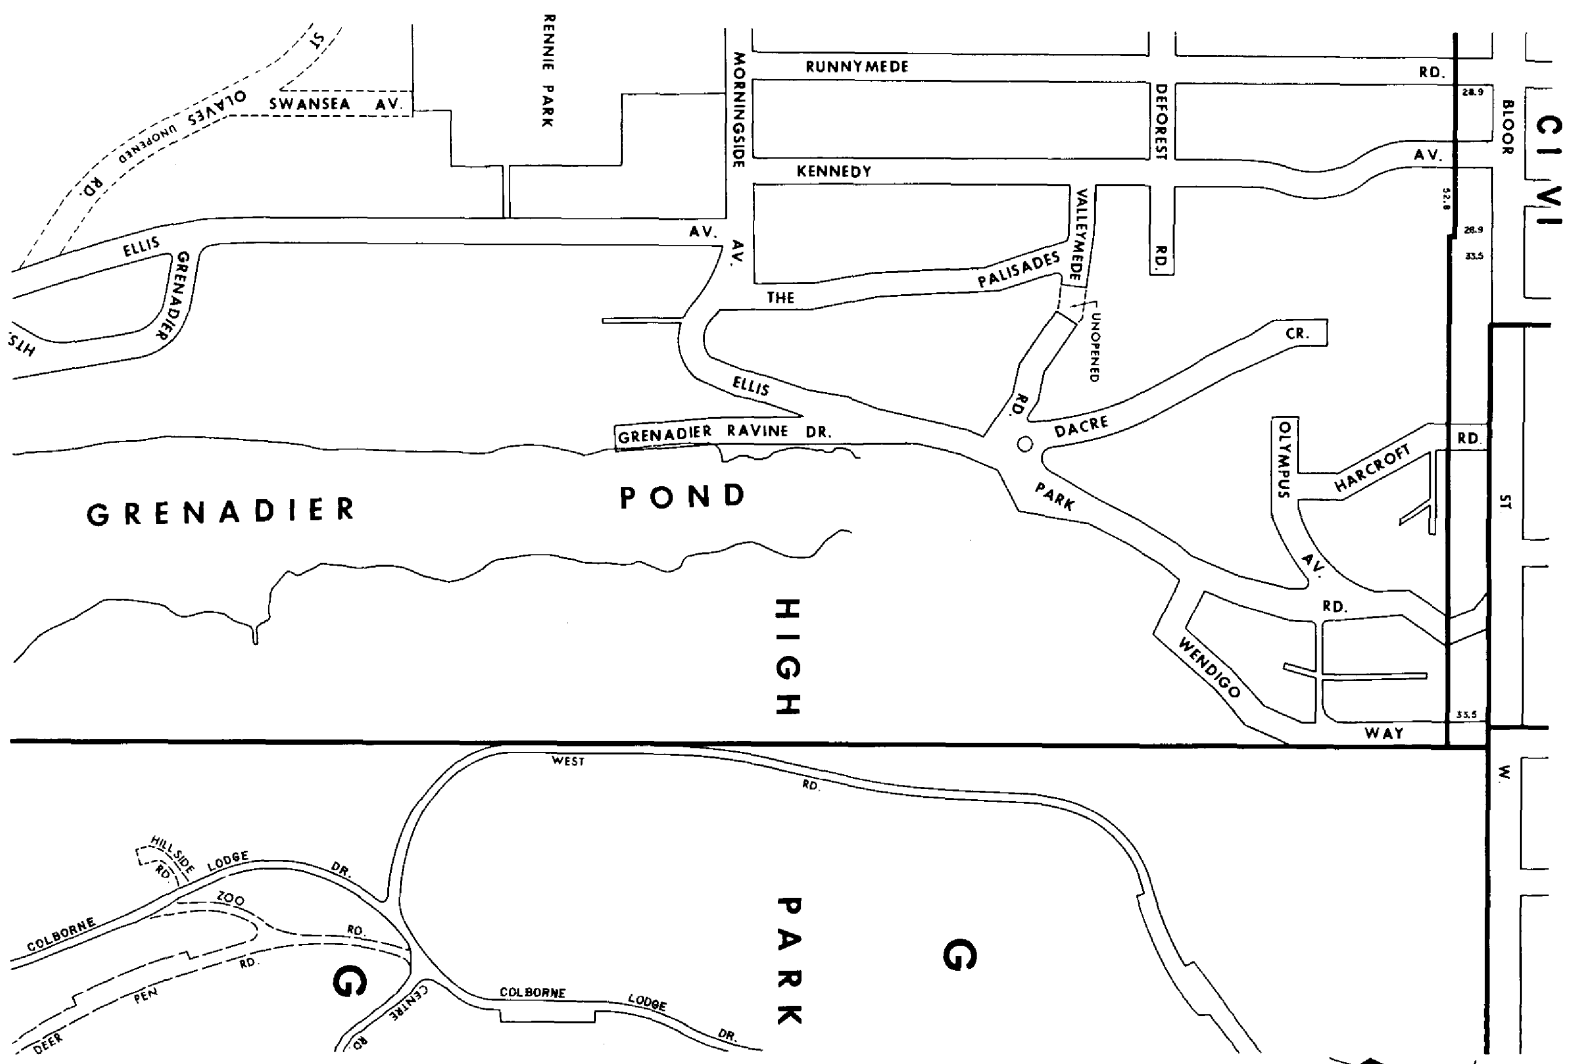 ST
OLAVES
UNOPENED
RD.
SWANSEA AV.
RENNIE PARK
MORNINGSIDE
AV.
RUNNYMEDE
RD.
DEFOREST
RD.
28.9
BLOOR
CI VI
KENNEDY
AV.
52.8
28.9
33.5
VALLEYMEDE
UNOPENED
RD.
ELLIS
AV.
GRENADIER
HTS.
THE
PALISADES
CR.
DACRE
ELLIS
GRENADIER RAVINE DR.
PARK
RD.
OLYMPUS
AV.
HARCROFT
RD.
ST
GRENADIER
POND
WENDIGO
WAY
33.5
HIGH
PARK
WEST
RD.
W.
HILLSIDE
RD.
COLBORNE
LODGE
DR.
ZOO
RD.
DEER
PEN
RD.
G
CENTRE
RD
COLBORNE
LODGE
DR.
G